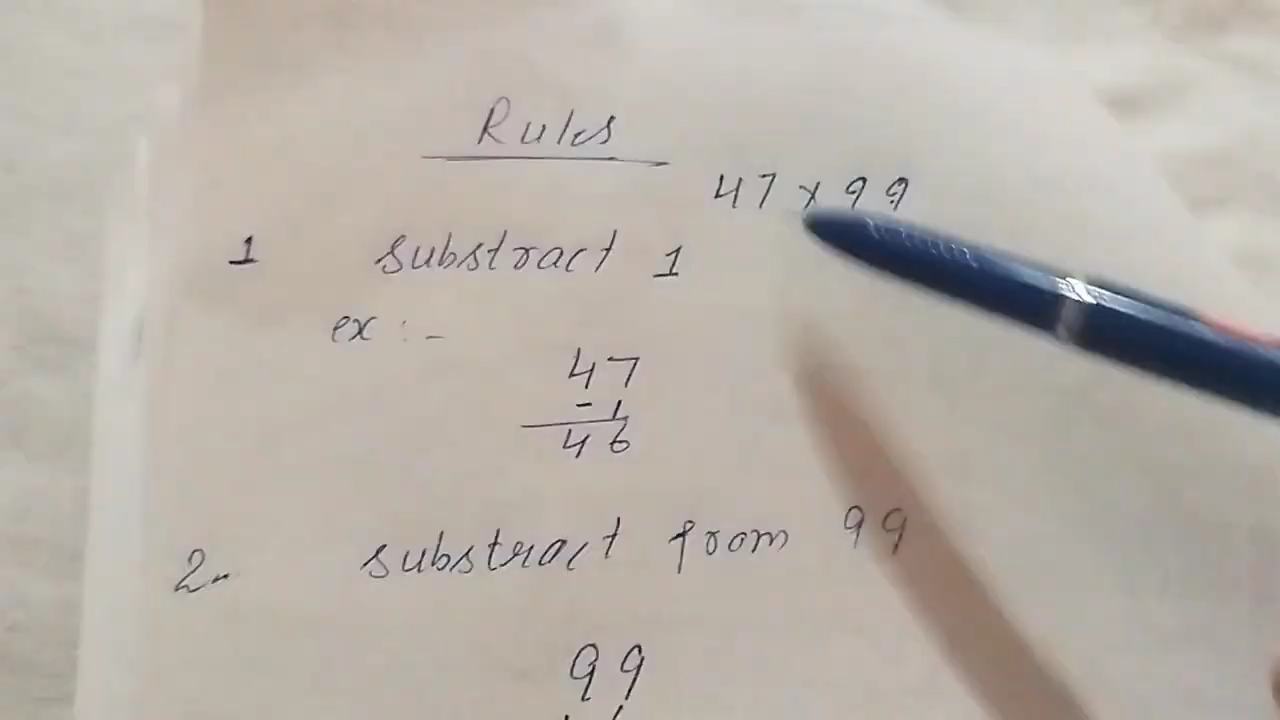 Rules
47 x 99
1 substract 1
ex :-
47
- 1
46
2. substract from 99
99